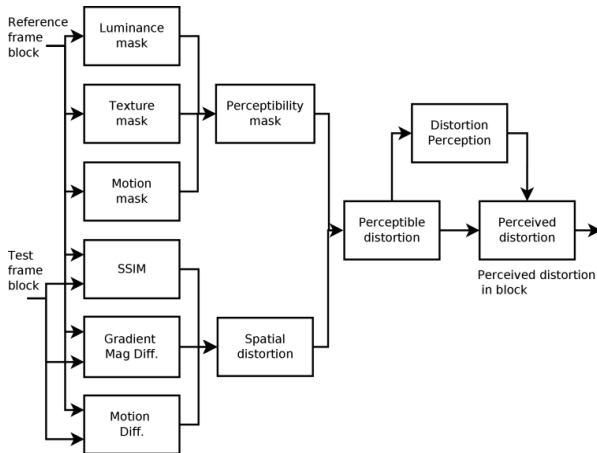 Reference
frame
block
Luminance
mask
Texture
mask
Perceptibility
mask
Distortion
Perception
Motion
mask
Perceptible
distortion
Perceived
distortion
Test
frame
block
SSIM
Perceived distortion
in block
Gradient
Mag Diff.
Spatial
distortion
Motion
Diff.